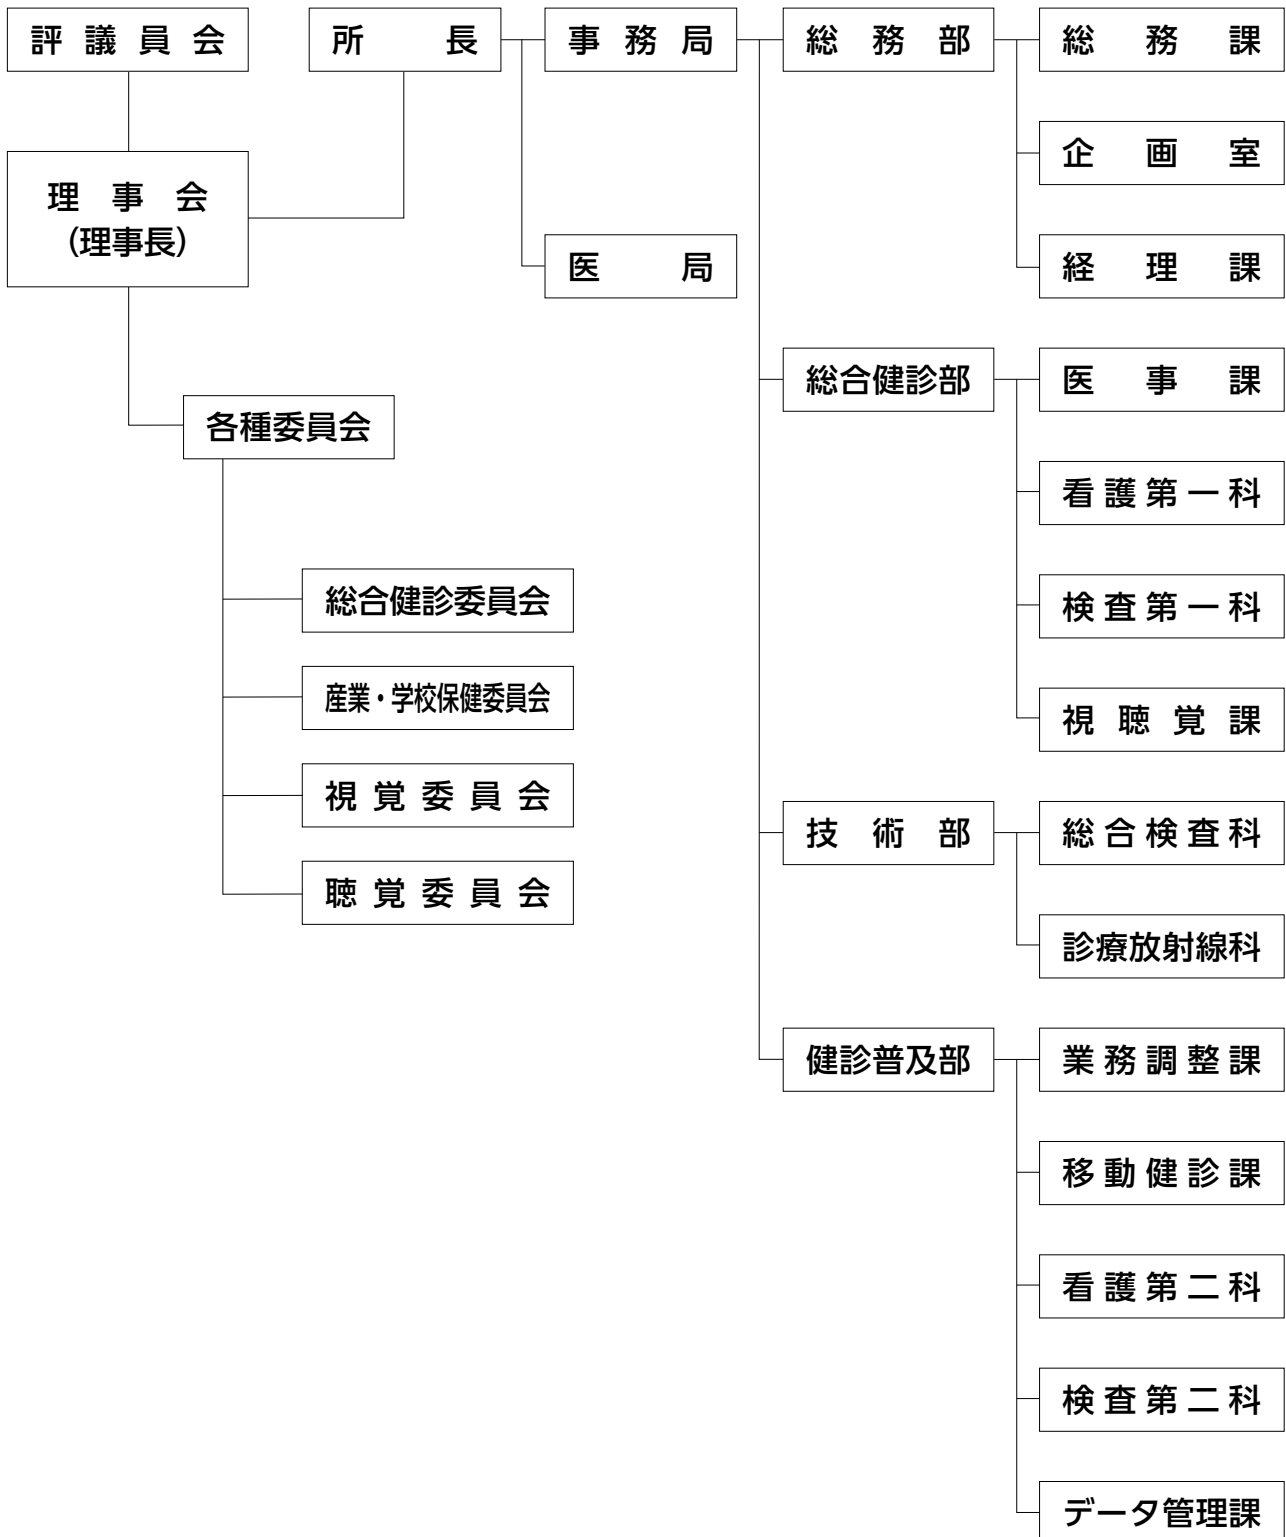 評議員会
所長
事務局
総務部
総務課
企画室
経理課
理事会
(理事長)
医局
総合健診部
医事課
看護第一科
検査第一科
視聴覚課
各種委員会
総合健診委員会
産業・学校保健委員会
視覚委員会
聴覚委員会
技術部
総合検査科
診療放射線科
健診普及部
業務調整課
移動健診課
看護第二科
検査第二科
データ管理課